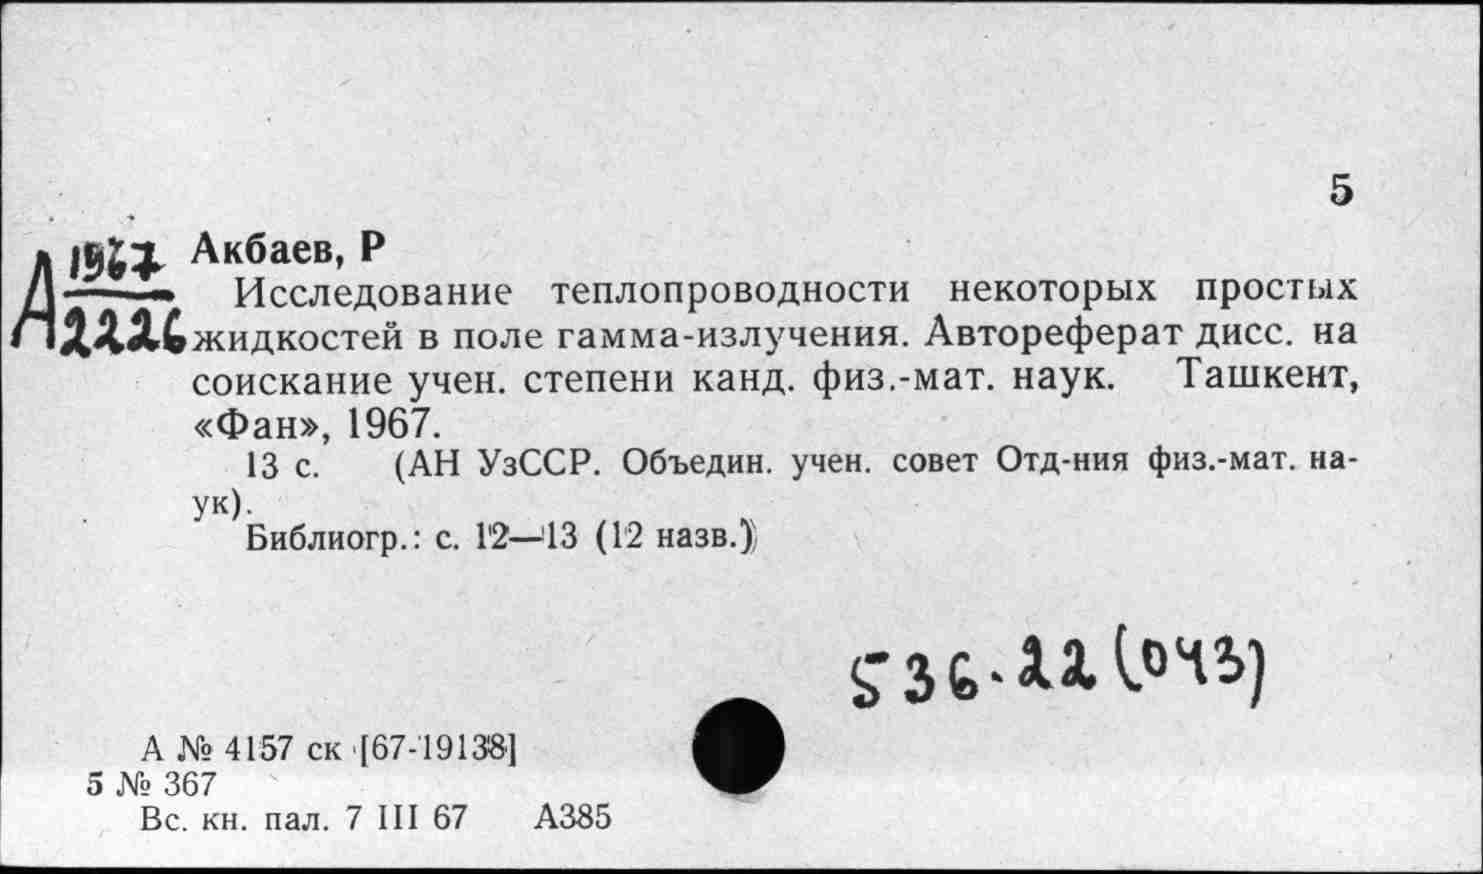 5
А 1967
2226
Акбаев, Р
Исследование теплопроводности некоторых простых
жидкостей в поле гамма-излучения. Автореферат дисс. на
соискание учен. степени канд. физ.-мат. наук. Ташкент,
«Фан», 1967.
13 с. (АН УзССР. Объедин. учен. совет Отд-ния физ.-мат. на-
ук).
Библиогр.: с. 12—13 (12 назв.)
536.22(043)
А № 4157 ск [67-19138]
5 № 367
Вс. кн. пал. 7 III 67 А385